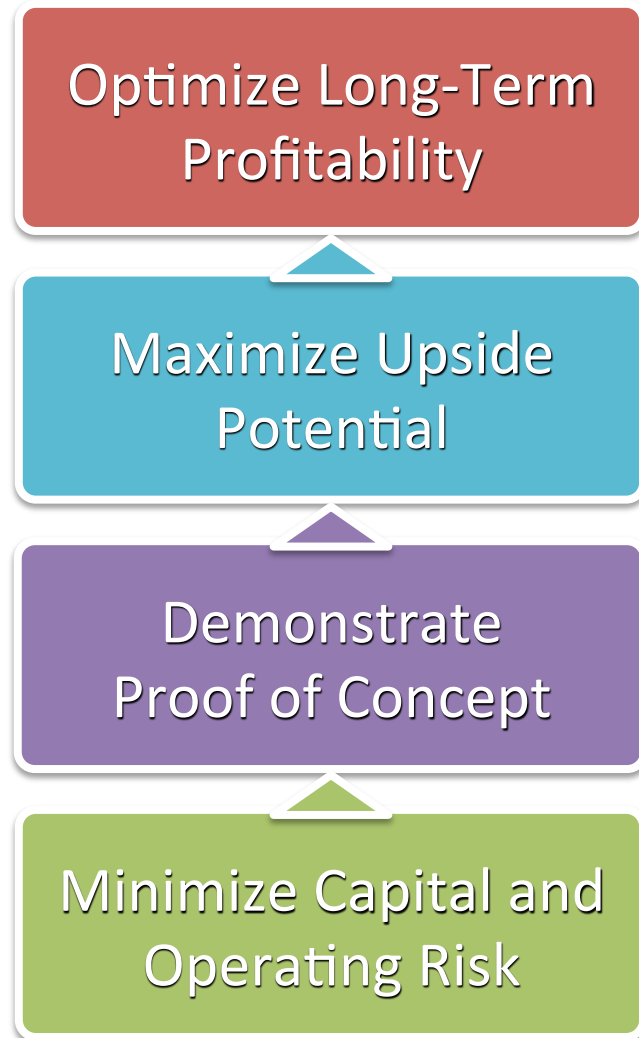 Optimize Long-Term
Profitability
Maximize Upside
Potential
Demonstrate
Proof of Concept
Minimize Capital and
Operating Risk